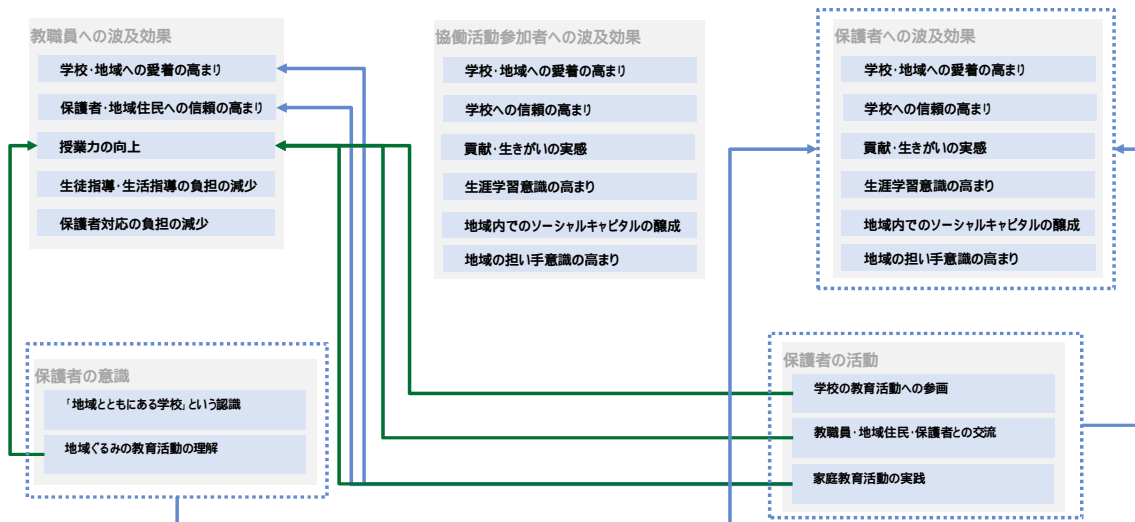 教職員への波及効果
学校・地域への愛着の高まり
保護者・地域住民への信頼の高まり
授業力の向上
生徒指導・生活指導の負担の減少
保護者対応の負担の減少
協働活動参加者への波及効果
学校・地域への愛着の高まり
学校への信頼の高まり
貢献・生きがいの実感
生涯学習意識の高まり
地域内でのソーシャルキャピタルの醸成
地域の担い手意識の高まり
保護者への波及効果
学校・地域への愛着の高まり
学校への信頼の高まり
貢献・生きがいの実感
生涯学習意識の高まり
地域内でのソーシャルキャピタルの醸成
地域の担い手意識の高まり
保護者の意識
「地域とともにある学校」という認識
地域ぐるみの教育活動の理解
保護者の活動
学校の教育活動への参画
教職員・地域住民・保護者との交流
家庭教育活動の実践